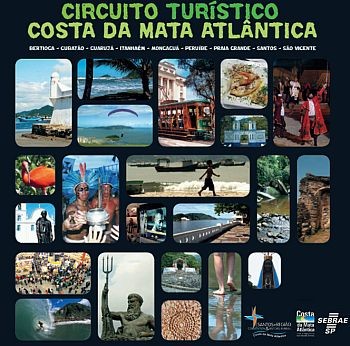 CIRCUITO TURÍSTICO
COSTA DA MATA ATLÂNTICA
BERTIOGA - CUBATÃO - GUARUJÁ - ITANHAÉM - MONGAGUÁ - PERUÍBE - PRAIA GRANDE - SANTOS - SÃO VICENTE
SANTOS e REGIÃO
Costa
da Mata
Atlântica
SEBRAE
SP